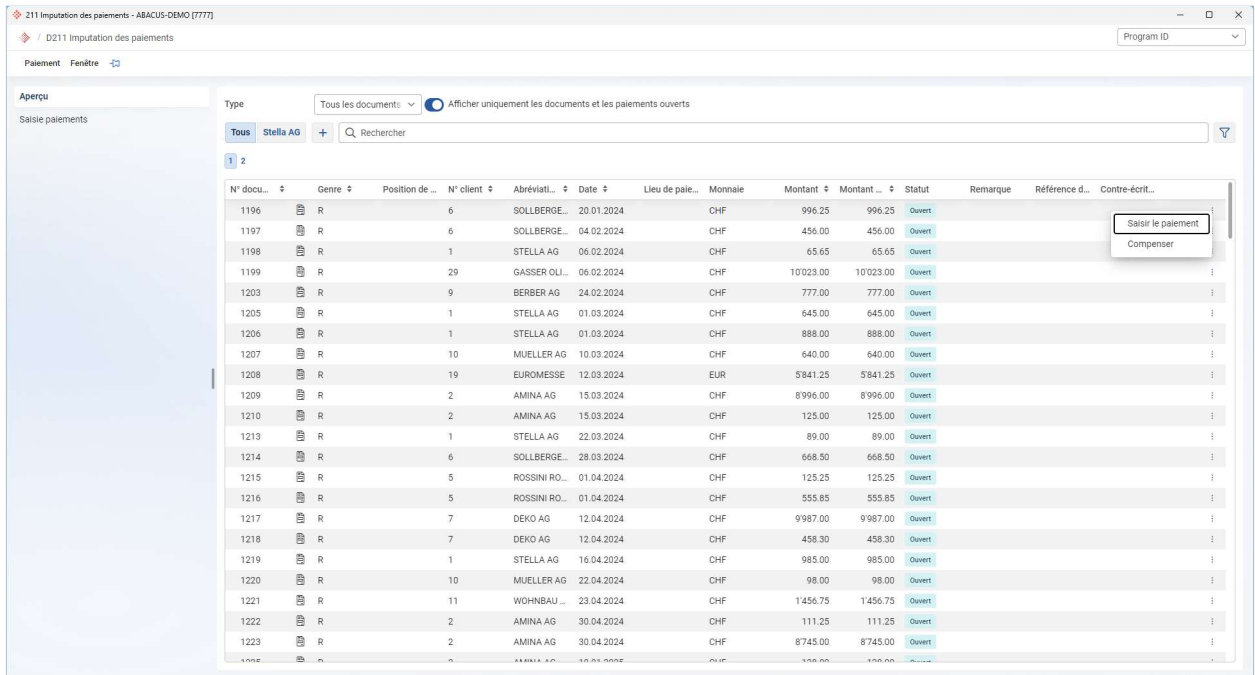 211 Imputation des paiements - ABACUS-DEMO [7777]
/ D211 Imputation des paiements
Program ID
Paiement Fenêtre
Aperçu
Saisie paiements
Type Tous les documents Afficher uniquement les documents et les paiements ouverts
Tous Stella AG + Rechercher
1 2
N° docu... Genre Position de ... N° client Abréviati... Date Lieu de paie... Monnaie Montant Montant ... Statut Remarque Référence d... Contre-écrit...
1196 R 6 SOLLBERGE... 20.01.2024 CHF 996.25 996.25 Ouvert
Saisir le paiement
1197 R 6 SOLLBERGE... 04.02.2024 CHF 456.00 456.00 Ouvert
Compenser
1198 R 1 STELLA AG 06.02.2024 CHF 65.65 65.65 Ouvert
1199 R 29 GASSER OLI... 06.02.2024 CHF 10'023.00 10'023.00 Ouvert
1203 R 9 BERBER AG 24.02.2024 CHF 777.00 777.00 Ouvert
1205 R 1 STELLA AG 01.03.2024 CHF 645.00 645.00 Ouvert
1206 R 1 STELLA AG 01.03.2024 CHF 888.00 888.00 Ouvert
1207 R 10 MUELLER AG 10.03.2024 CHF 640.00 640.00 Ouvert
1208 R 19 EUROMESSE 12.03.2024 EUR 5'841.25 5'841.25 Ouvert
1209 R 2 AMINA AG 15.03.2024 CHF 8'996.00 8'996.00 Ouvert
1210 R 2 AMINA AG 15.03.2024 CHF 125.00 125.00 Ouvert
1213 R 1 STELLA AG 22.03.2024 CHF 89.00 89.00 Ouvert
1214 R 6 SOLLBERGE... 28.03.2024 CHF 668.50 668.50 Ouvert
1215 R 5 ROSSINI RO... 01.04.2024 CHF 125.25 125.25 Ouvert
1216 R 5 ROSSINI RO... 01.04.2024 CHF 555.85 555.85 Ouvert
1217 R 7 DEKO AG 12.04.2024 CHF 9'987.00 9'987.00 Ouvert
1218 R 7 DEKO AG 12.04.2024 CHF 458.30 458.30 Ouvert
1219 R 1 STELLA AG 16.04.2024 CHF 985.00 985.00 Ouvert
1220 R 10 MUELLER AG 22.04.2024 CHF 98.00 98.00 Ouvert
1221 R 11 WOHNBAU ... 23.04.2024 CHF 1'456.75 1'456.75 Ouvert
1222 R 2 AMINA AG 30.04.2024 CHF 111.25 111.25 Ouvert
1223 R 2 AMINA AG 30.04.2024 CHF 8'745.00 8'745.00 Ouvert